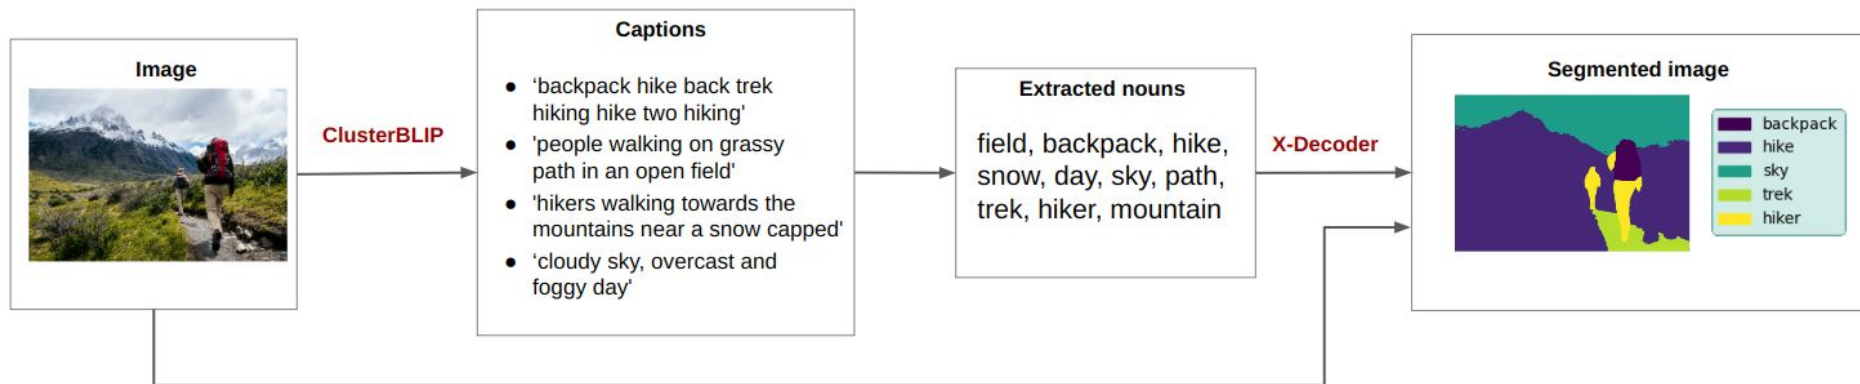 Image
ClusterBLIP
Captions
● ‘backpack hike back trek
hiking hike two hiking'
● 'people walking on grassy
path in an open field'
● 'hikers walking towards the
mountains near a snow capped'
● ‘cloudy sky, overcast and
foggy day'
Extracted nouns
field, backpack, hike,
snow, day, sky, path,
trek, hiker, mountain
X-Decoder
Segmented image
backpack
hike
sky
trek
hiker